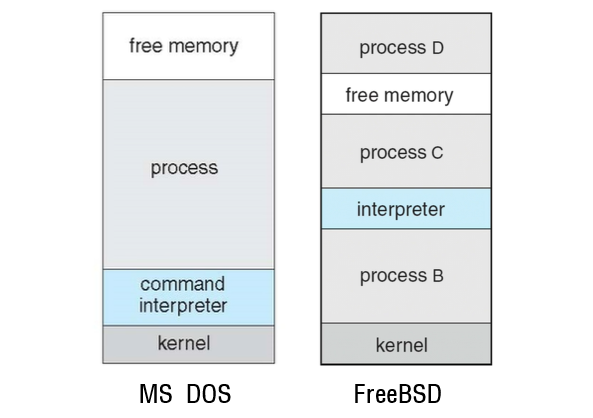 free memory
process
command
interpreter
kernel
MS DOS
process D
free memory
process C
interpreter
process B
kernel
FreeBSD